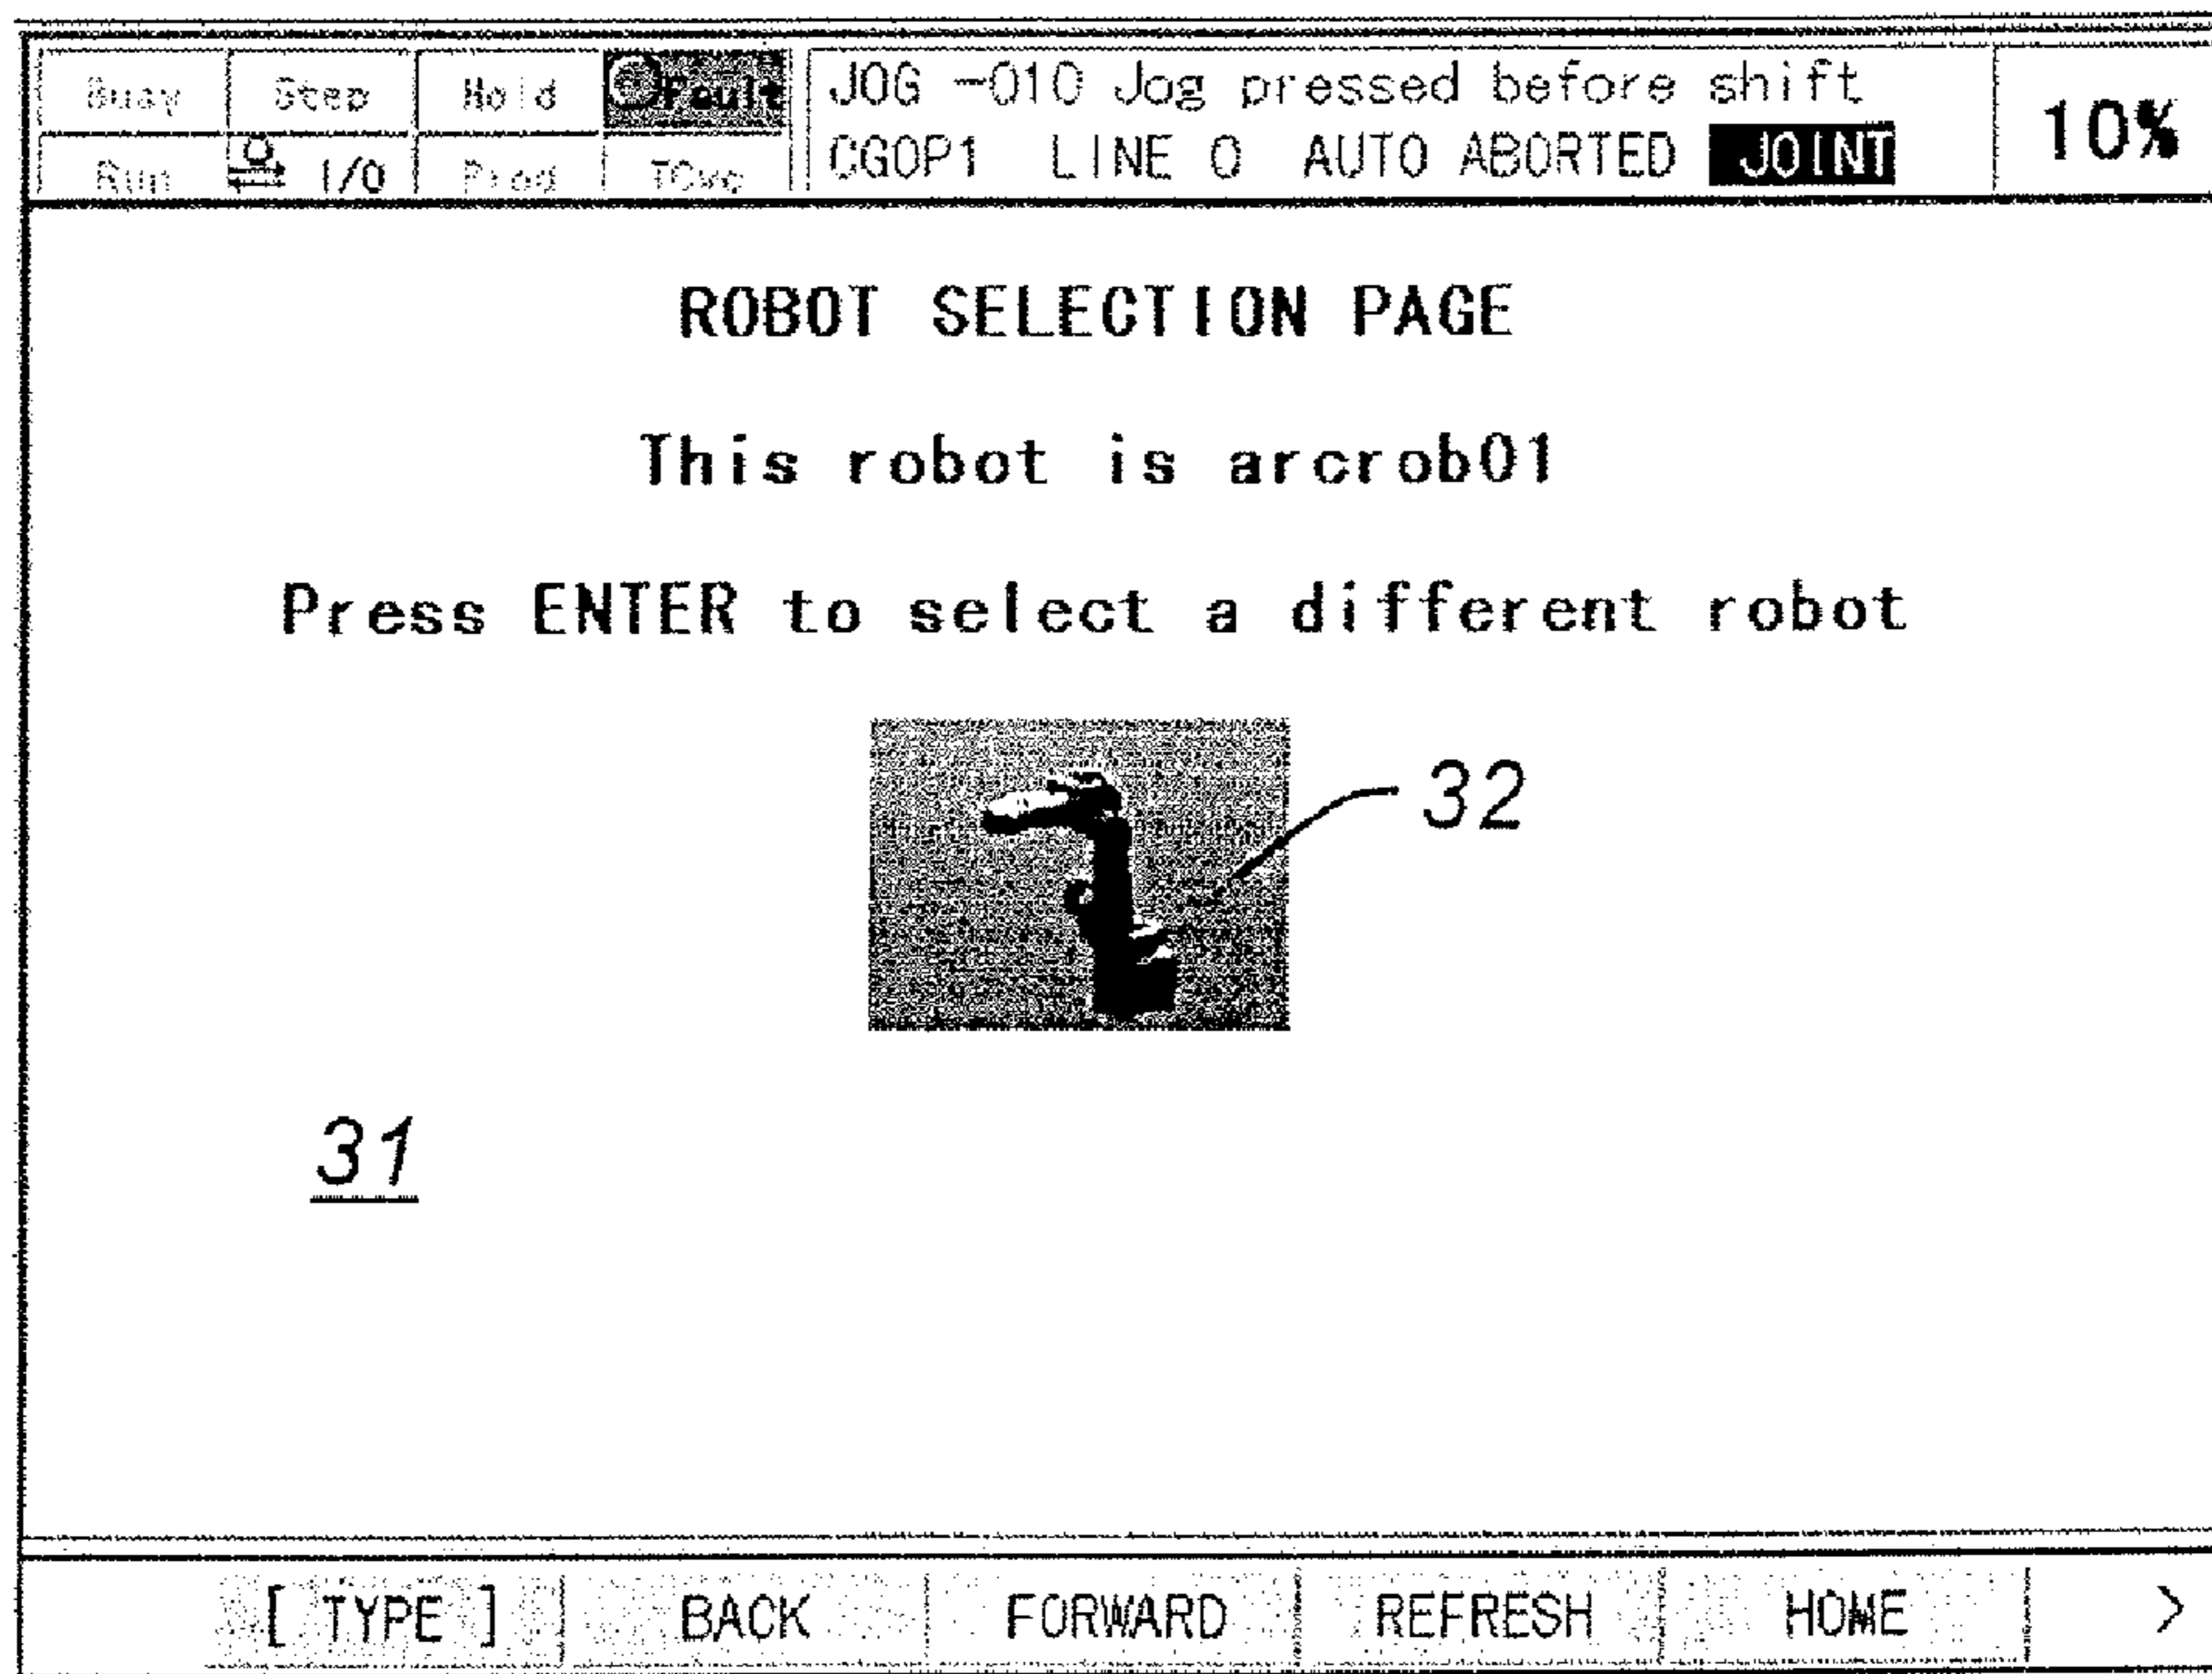 Busy Step Hold Fault
Run I/O Prod TCyc
JOG -010 Jog pressed before shift
CGOP1 LINE 0 AUTO ABORTED JOINT
10%
ROBOT SELECTION PAGE
This robot is arcrob01
Press ENTER to select a different robot
32
31
[ TYPE ] BACK FORWARD REFRESH HOME >